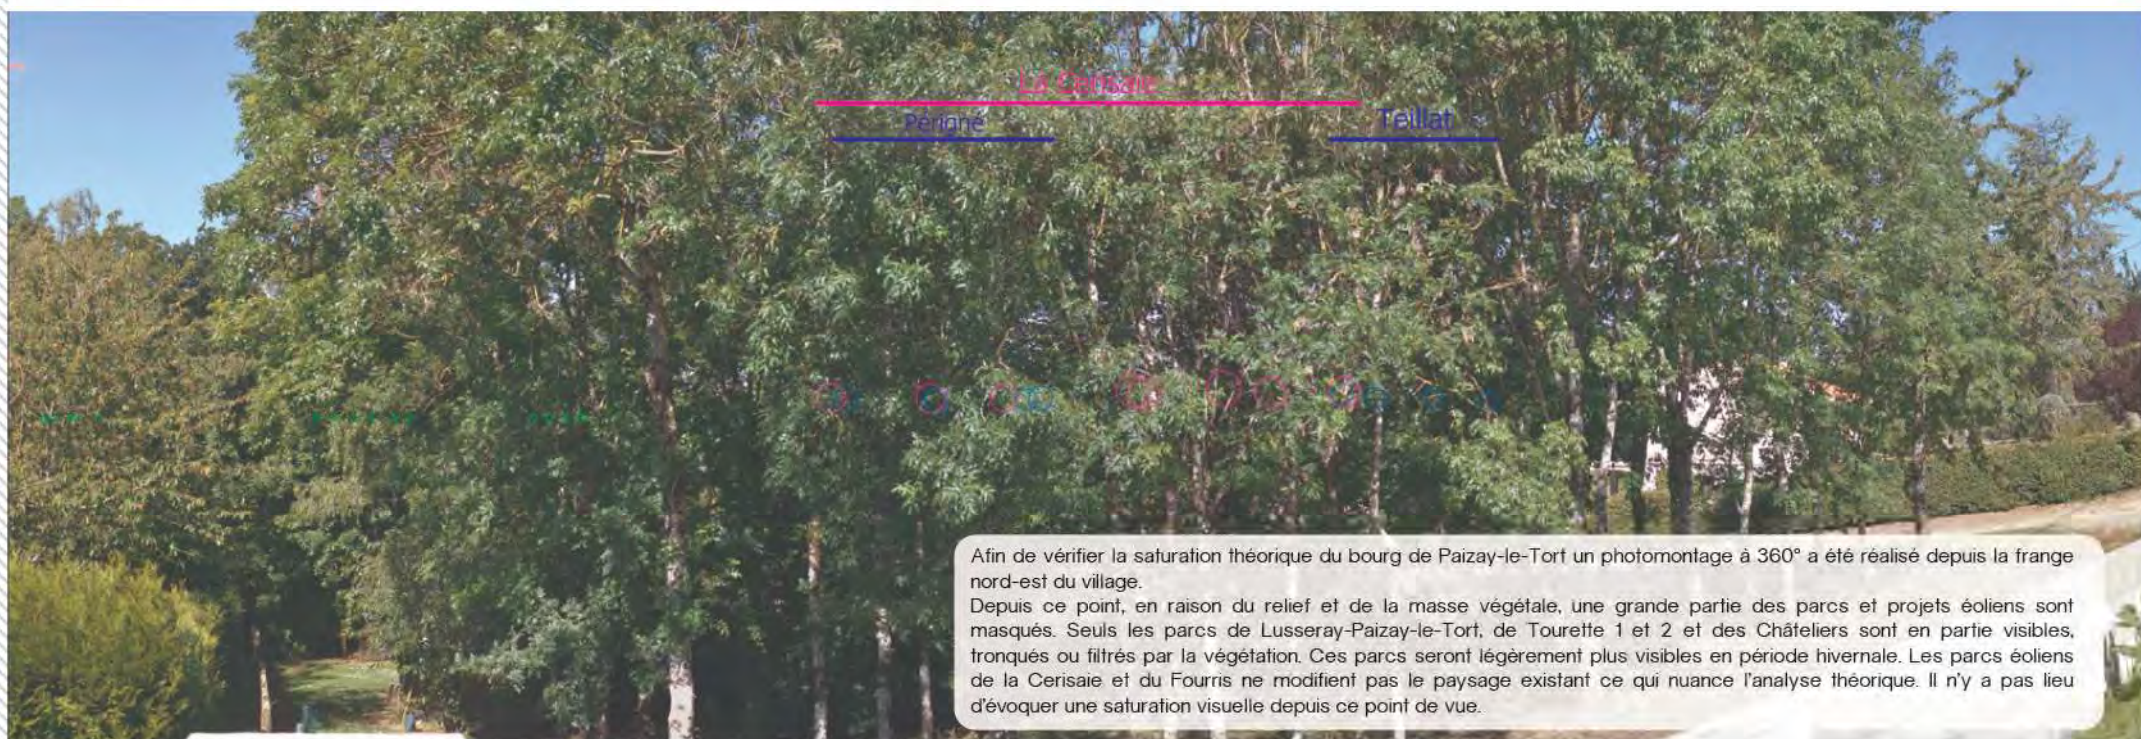 La Cerisaie
Périgné
Teillat
Afin de vérifier la saturation théorique du bourg de Paizay-le-Tort un photomontage à 360° a été réalisé depuis la frange
nord-est du village.
Depuis ce point, en raison du relief et de la masse végétale, une grande partie des parcs et projets éoliens sont
masqués. Seuls les parcs de Lusseray-Paizay-le-Tort, de Tourette 1 et 2 et des Châteliers sont en partie visibles,
tronqués ou filtrés par la végétation. Ces parcs seront légèrement plus visibles en période hivernale. Les parcs éoliens
de la Cerisaie et du Fourris ne modifient pas le paysage existant ce qui nuance l'analyse théorique. Il n'y a pas lieu
d'évoquer une saturation visuelle depuis ce point de vue.